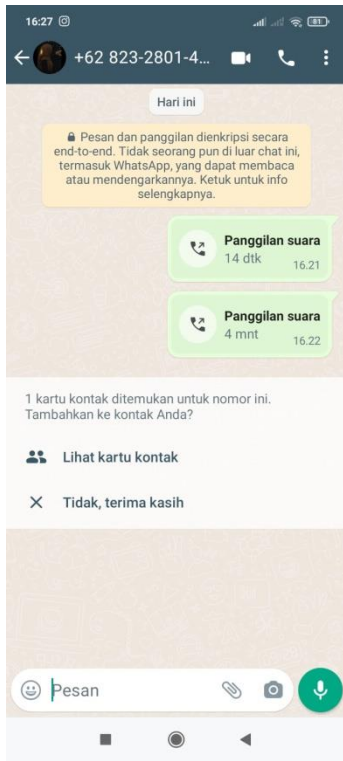 16:27
81
+62 823-2801-4...
Hari ini
Pesan dan panggilan dienkripsi secara
end-to-end. Tidak seorang pun di luar chat ini,
termasuk WhatsApp, yang dapat membaca
atau mendengarkannya. Ketuk untuk info
selengkapnya.
Panggilan suara
14 dtk 16.21
Panggilan suara
4 mnt 16.22
1 kartu kontak ditemukan untuk nomor ini.
Tambahkan ke kontak Anda?
Lihat kartu kontak
Tidak, terima kasih
Pesan